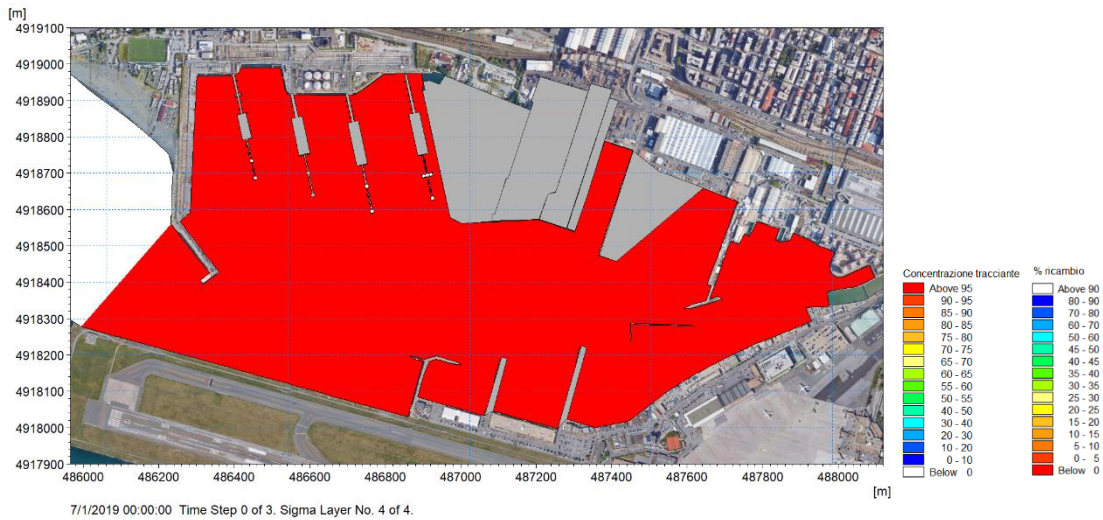 [m]
4919100
4919000
4918900
4918800
4918700
4918600
4918500
4918400
4918300
4918200
4918100
4918000
4917900
486000 486200 486400 486600 486800 487000 487200 487400 487600 487800 488000
[m]
Concentrazione tracciante
Above 95
90 - 95
85 - 90
80 - 85
75 - 80
70 - 75
65 - 70
60 - 65
55 - 60
50 - 55
40 - 50
30 - 40
20 - 30
10 - 20
0 - 10
Below 0
% ricambio
Above 90
80 - 90
70 - 80
60 - 70
50 - 60
45 - 50
40 - 45
35 - 40
30 - 35
25 - 30
20 - 25
15 - 20
10 - 15
5 - 10
0 - 5
Below 0
7/1/2019 00:00:00 Time Step 0 of 3. Sigma Layer No. 4 of 4.